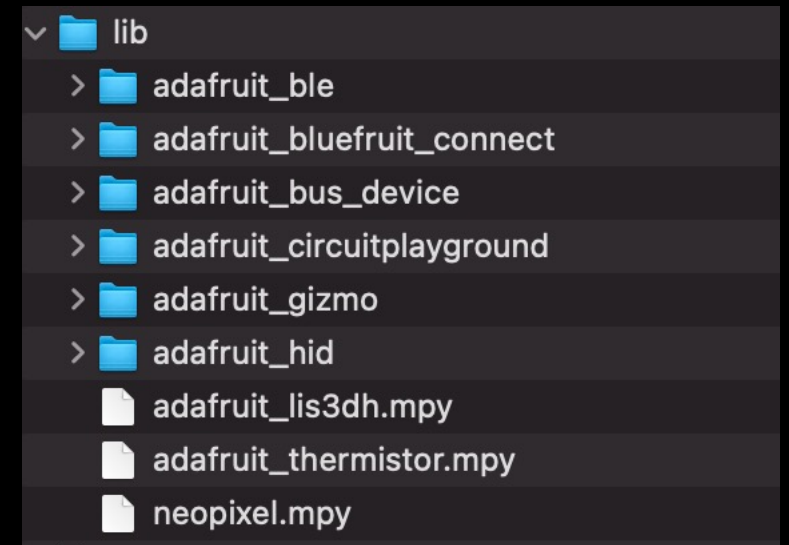 lib
adafruit_ble
adafruit_bluefruit_connect
adafruit_bus_device
adafruit_circuitplayground
adafruit_gizmo
adafruit_hid
adafruit_lis3dh.mpy
adafruit_thermistor.mpy
neopixel.mpy